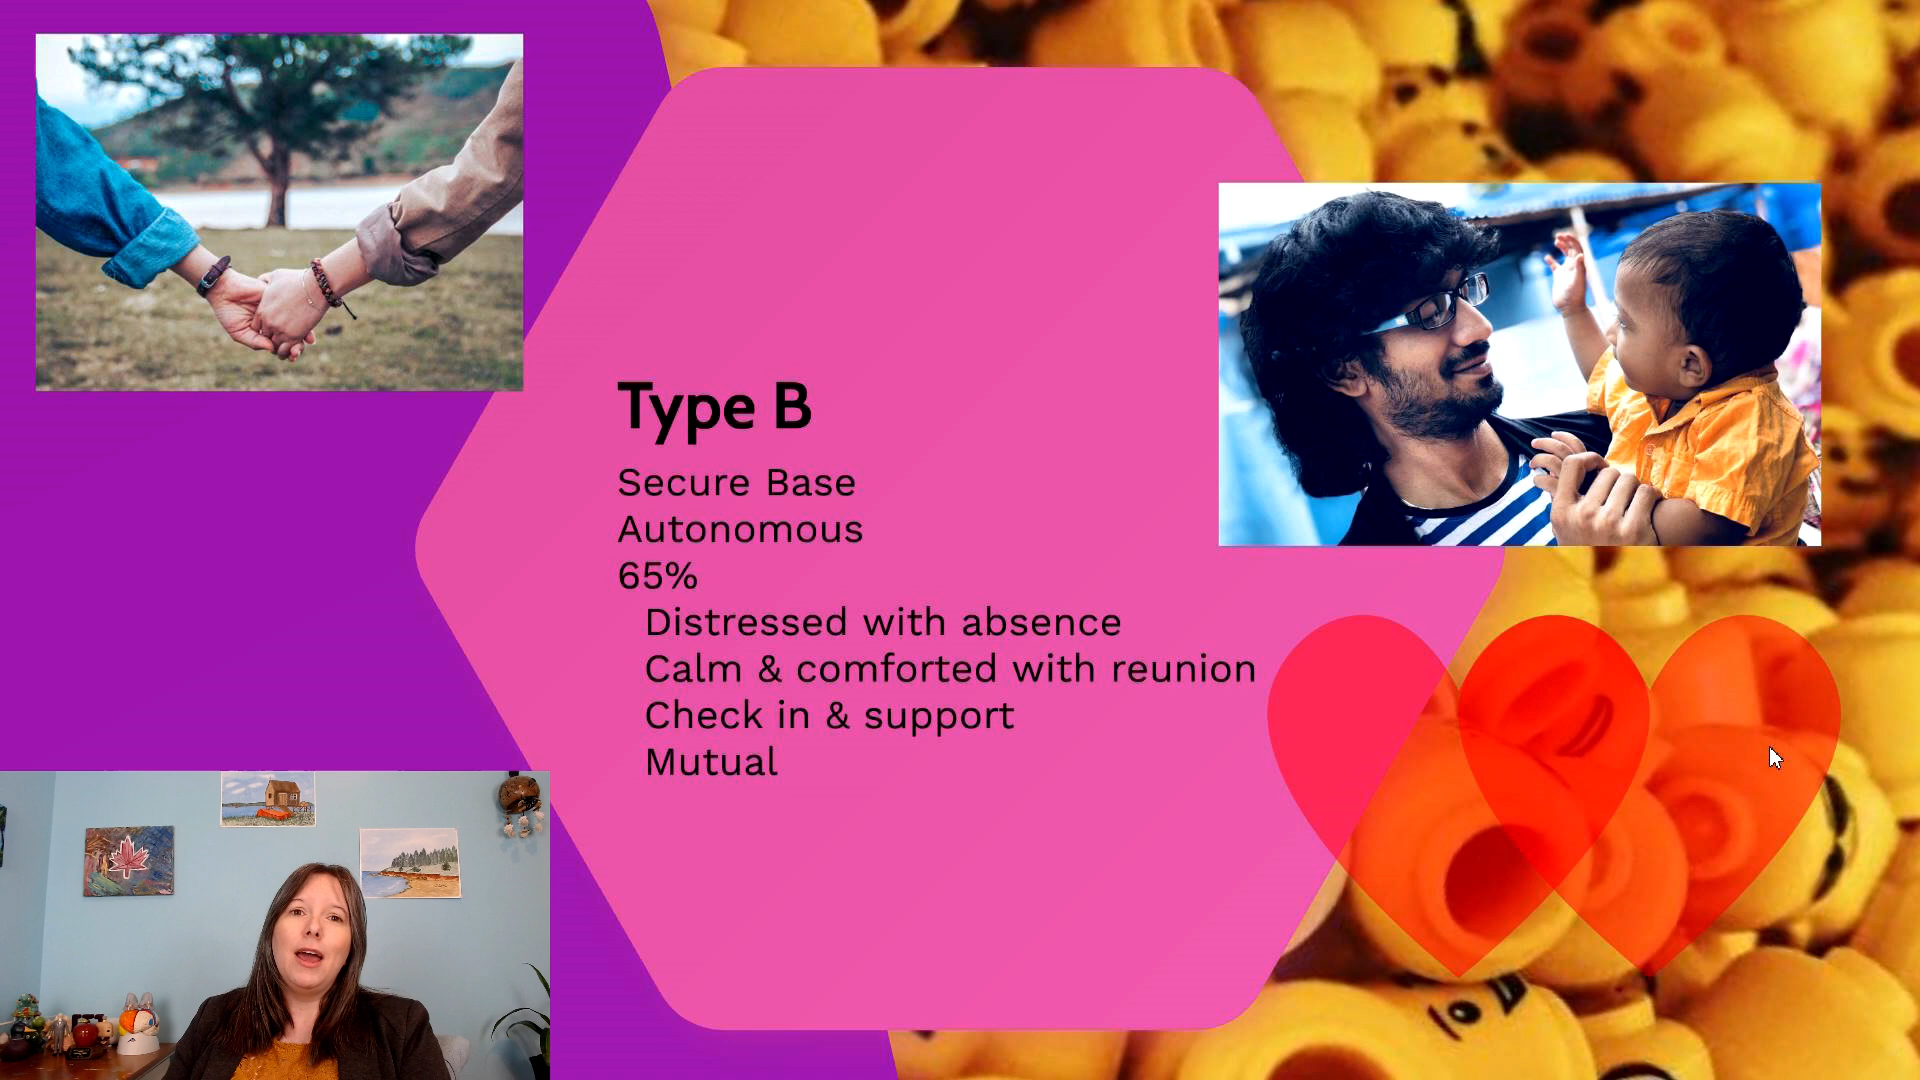 Type B
Secure Base
Autonomous
65%
Distressed with absence
Calm & comforted with reunion
Check in & support
Mutual